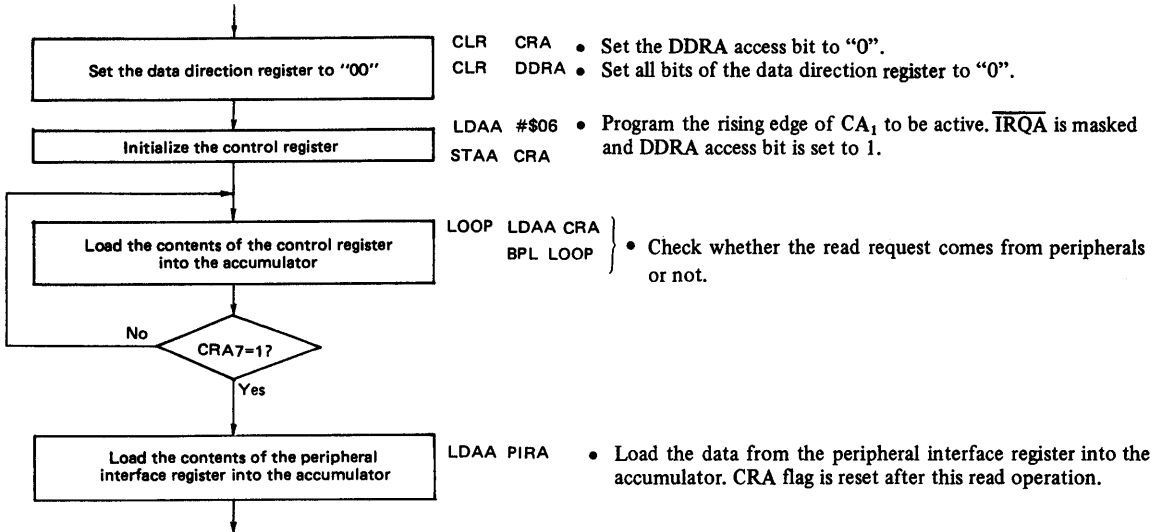 Set the data direction register to "00"
CLR CRA • Set the DDRA access bit to “0”.
CLR DDRA • Set all bits of the data direction register to “0”.
Initialize the control register
LDAA #$06 • Program the rising edge of CA₁ to be active. I̅R̅Q̅A̅ is masked
and DDRA access bit is set to 1.
STAA CRA
Load the contents of the control register
into the accumulator
LOOP LDAA CRA
BPL LOOP
• Check whether the read request comes from peripherals
or not.
No
CRA7=1?
Yes
Load the contents of the peripheral
interface register into the accumulator
LDAA PIRA • Load the data from the peripheral interface register into the
accumulator. CRA flag is reset after this read operation.